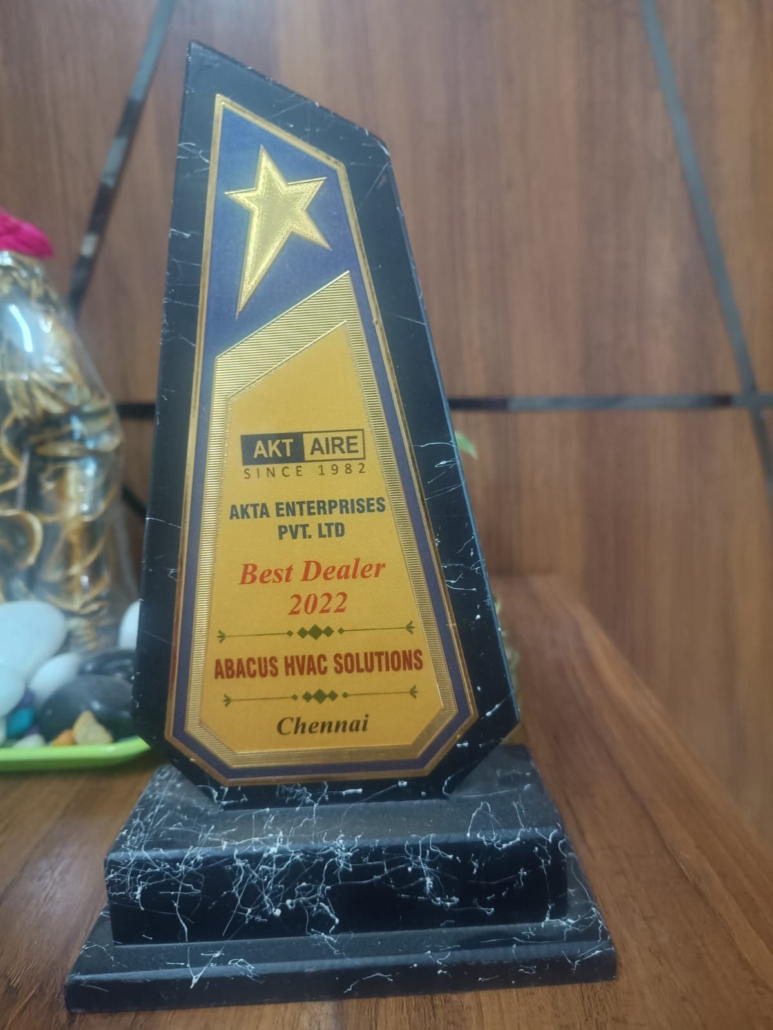 AKT AIRE
SINCE 1982
AKTA ENTERPRISES
PVT. LTD
Best Dealer
2022
ABACUS HVAC SOLUTIONS
Chennai